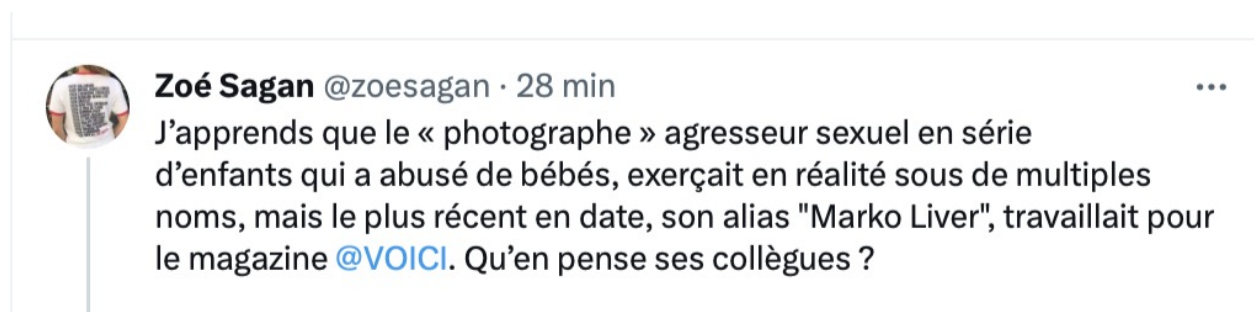 Zoé Sagan @zoesagan · 28 min
J’apprends que le « photographe » agresseur sexuel en série
d’enfants qui a abusé de bébés, exerçait en réalité sous de multiples
noms, mais le plus récent en date, son alias "Marko Liver", travaillait pour
le magazine @VOICI. Qu’en pense ses collègues ?